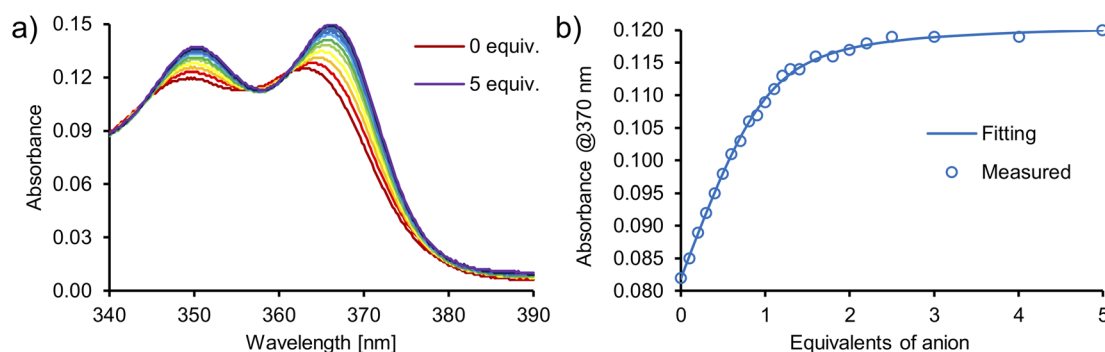 a)
Absorbance
0.15
0.12
0.09
0.06
0.03
0.00
340
350
360
370
380
390
Wavelength [nm]
0 equiv.
5 equiv.
b)
Absorbance @370 nm
0.120
0.115
0.110
0.105
0.100
0.095
0.090
0.085
0.080
0
1
2
3
4
5
Equivalents of anion
Fitting
Measured